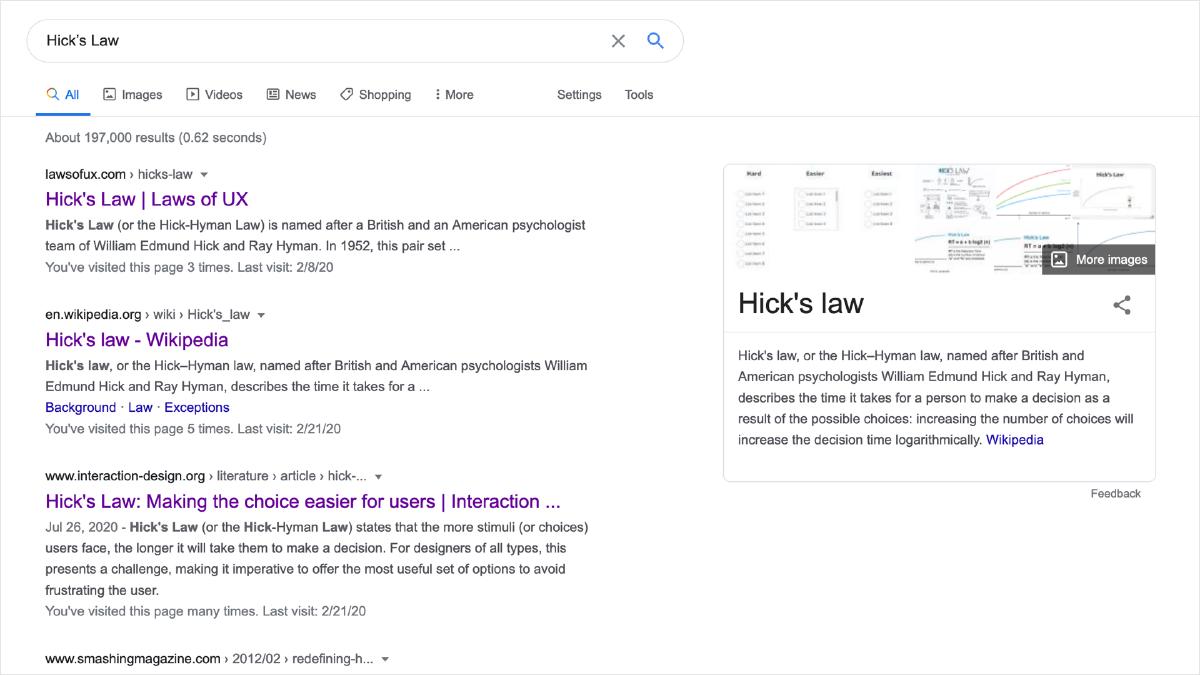 Hick's Law
All
Images
Videos
News
Shopping
More
Settings
Tools
About 197,000 results (0.62 seconds)
lawsofux.com › hicks-law
Hick's Law | Laws of UX
Hick's Law (or the Hick-Hyman Law) is named after a British and an American psychologist
team of William Edmund Hick and Ray Hyman. In 1952, this pair set ...
You've visited this page 3 times. Last visit: 2/8/20
en.wikipedia.org › wiki › Hick's_law
Hick's law - Wikipedia
Hick's law, or the Hick–Hyman law, named after British and American psychologists William
Edmund Hick and Ray Hyman, describes the time it takes for a ...
Background · Law · Exceptions
You've visited this page 5 times. Last visit: 2/21/20
www.interaction-design.org › literature › article › hick-...
Hick's Law: Making the choice easier for users | Interaction ...
Jul 26, 2020 - Hick's Law (or the Hick-Hyman Law) states that the more stimuli (or choices)
users face, the longer it will take them to make a decision. For designers of all types, this
presents a challenge, making it imperative to offer the most useful set of options to avoid
frustrating the user.
You've visited this page many times. Last visit: 2/21/20
www.smashingmagazine.com › 2012/02 › redefining-h...
Hard
Easier
Easiest
Hick's Law
More images
Hick's law
Hick's law, or the Hick–Hyman law, named after British and
American psychologists William Edmund Hick and Ray Hyman,
describes the time it takes for a person to make a decision as a
result of the possible choices: increasing the number of choices will
increase the decision time logarithmically. Wikipedia
Feedback